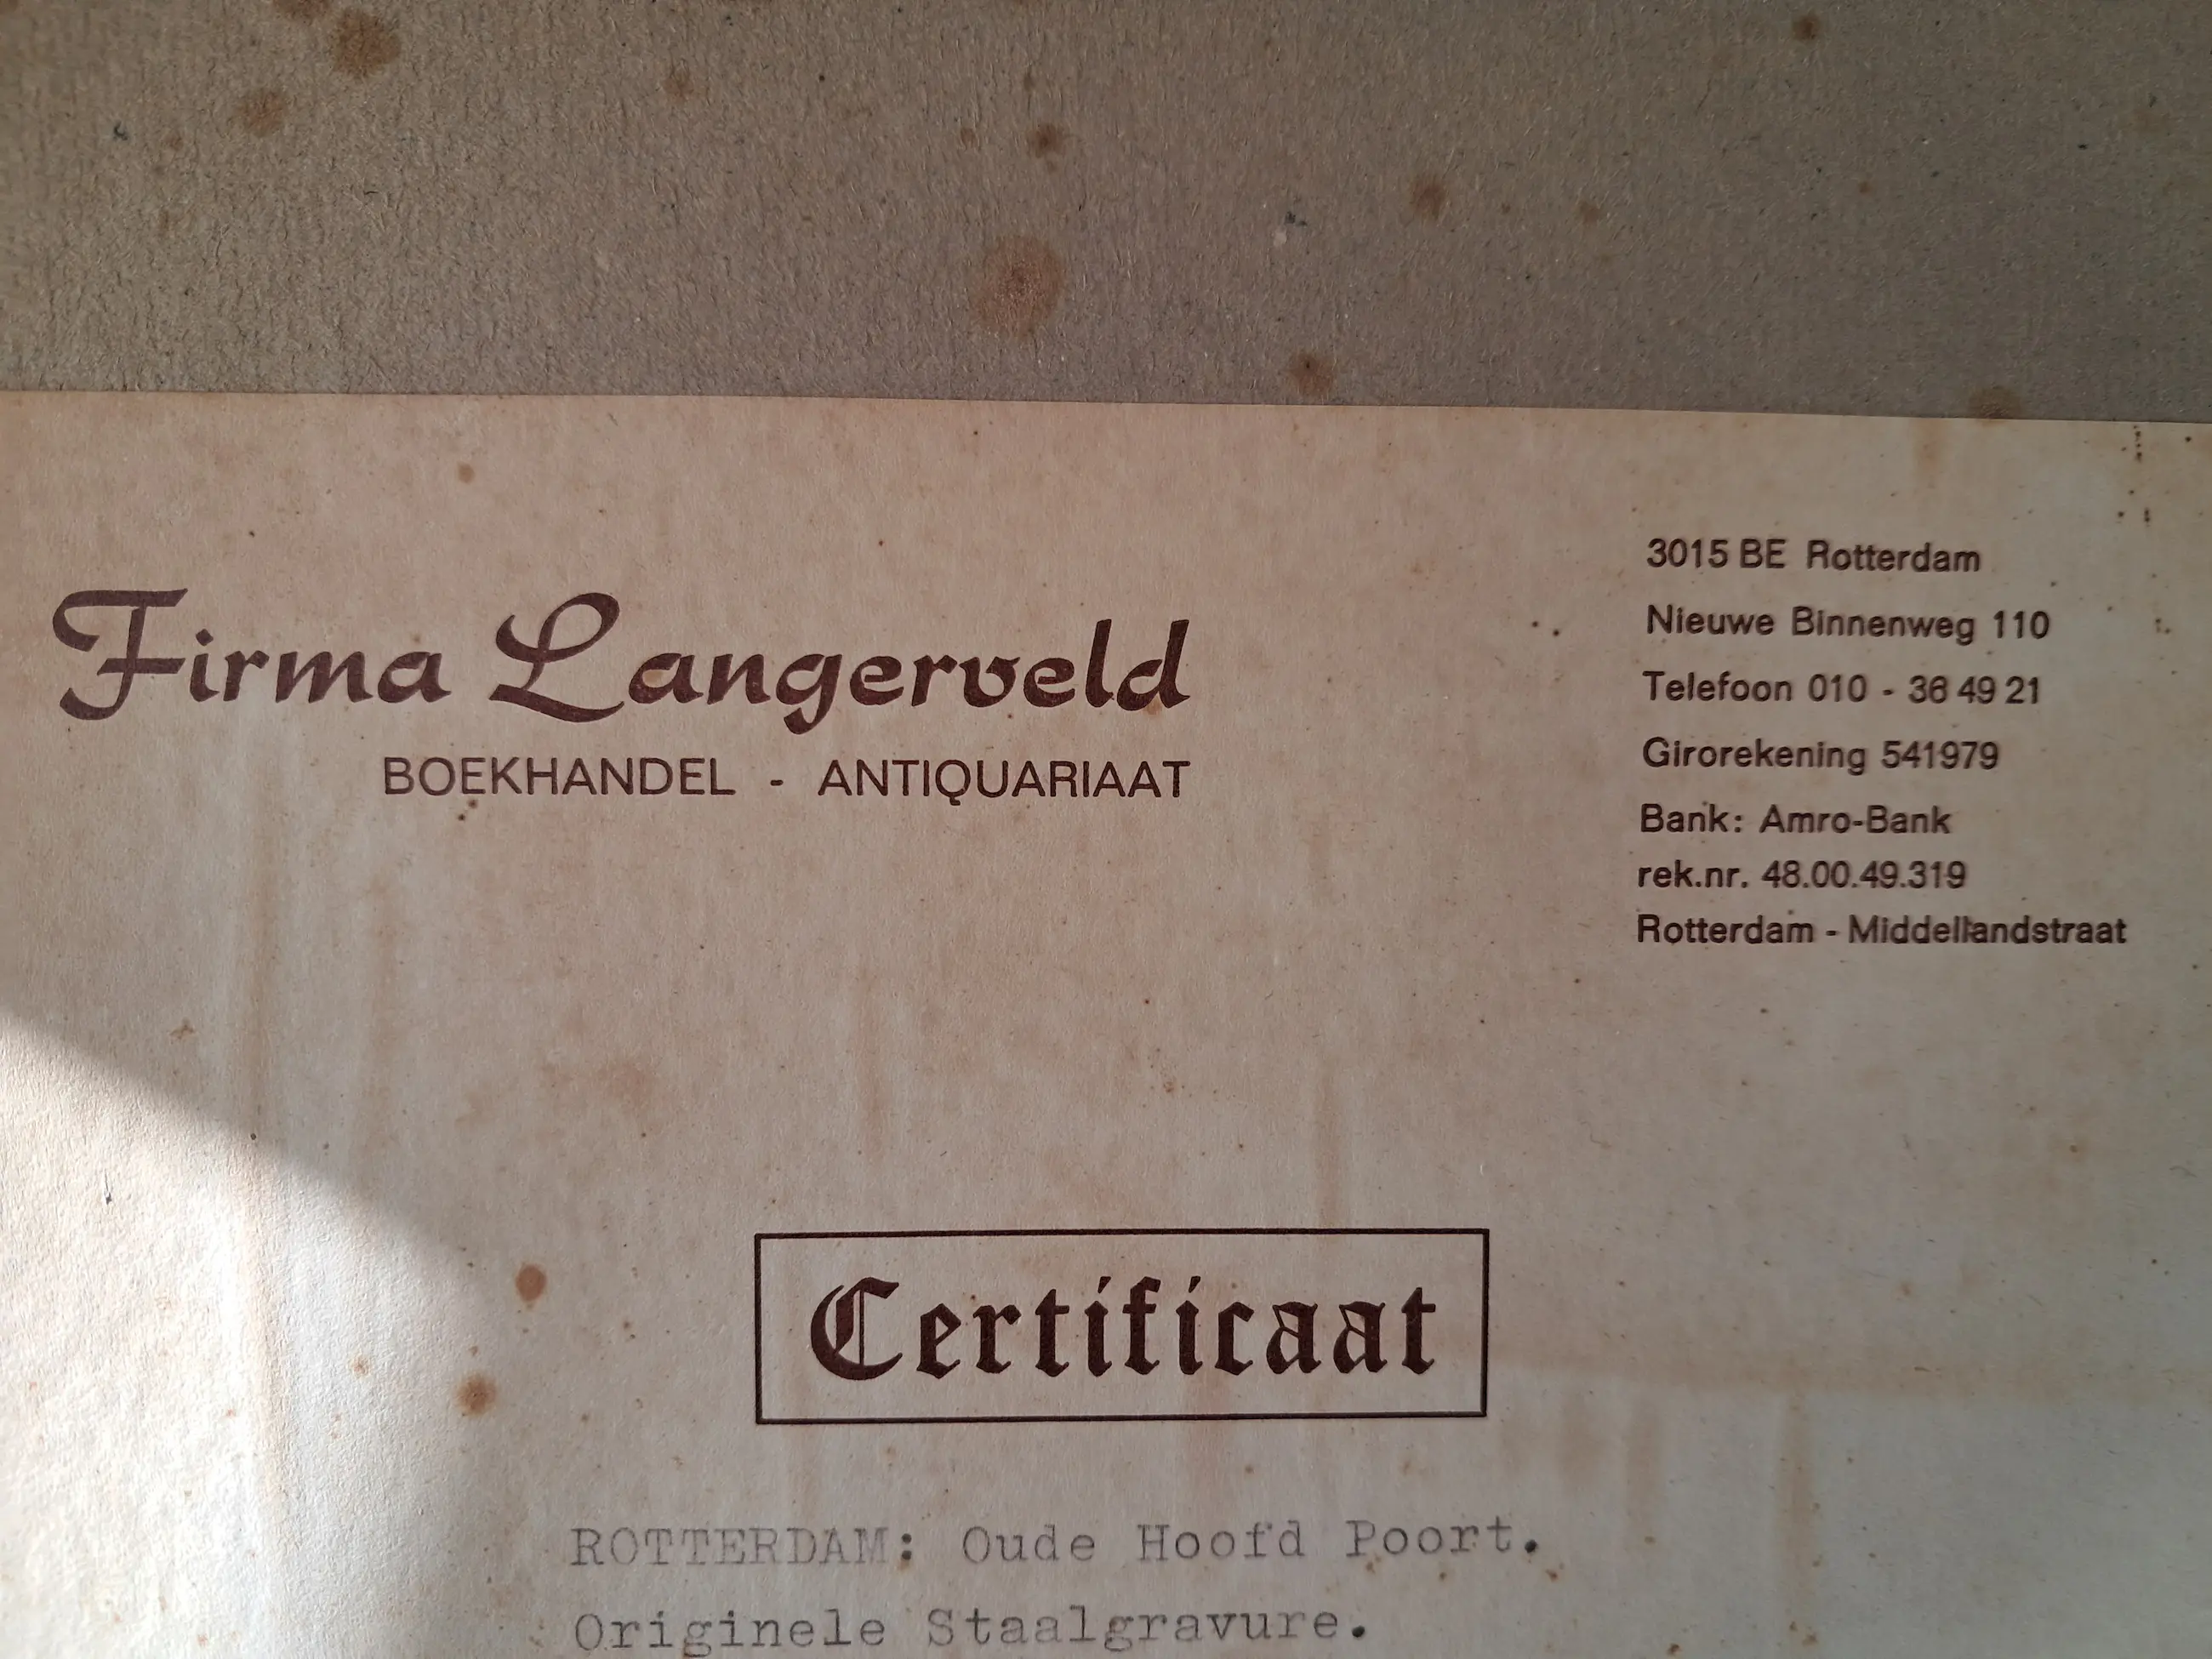 Firma Langerveld
BOEKHANDEL - ANTIQUARIAAT
3015 BE Rotterdam
Nieuwe Binnenweg 110
Telefoon 010 - 36 49 21
Girorekening 541979
Bank: Amro-Bank
rek.nr. 48.00.49.319
Rotterdam - Middellandstraat
Certificaat
ROTTERDAM: Oude Hoofd Poort.
Originele Staalgravure.